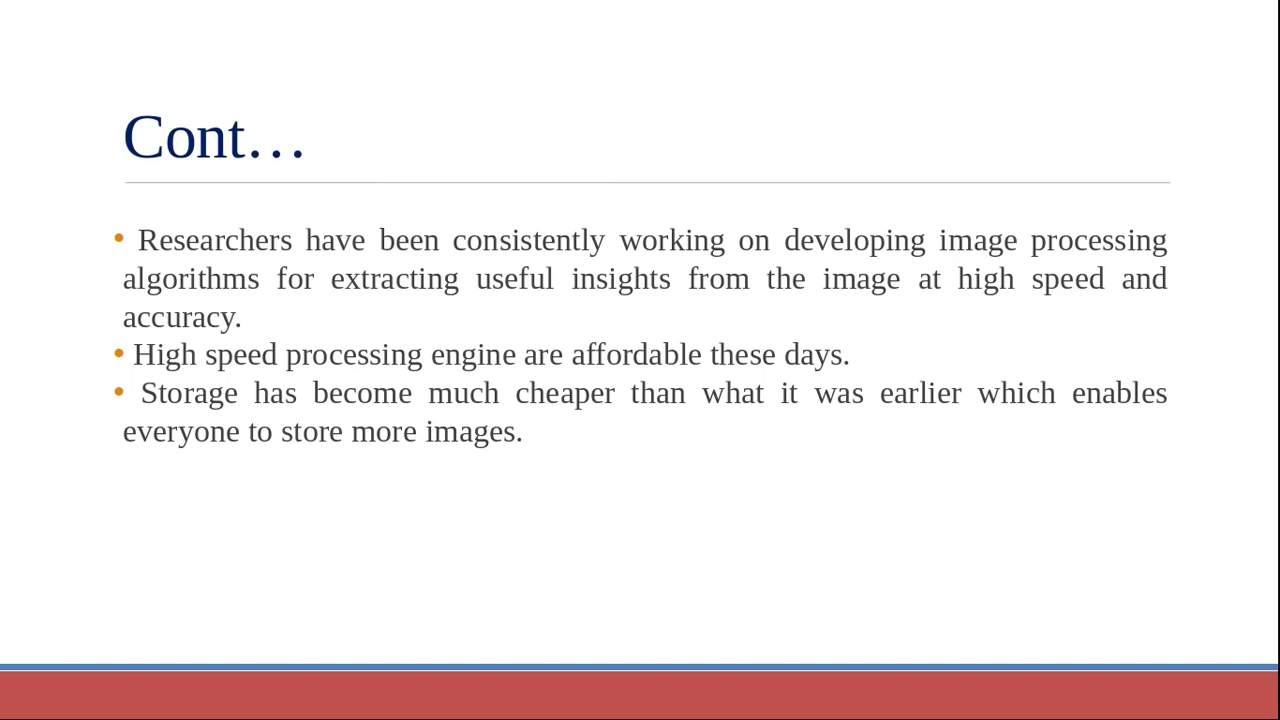 Cont…
• Researchers have been consistently working on developing image processing
algorithms for extracting useful insights from the image at high speed and
accuracy.
• High speed processing engine are affordable these days.
• Storage has become much cheaper than what it was earlier which enables
everyone to store more images.